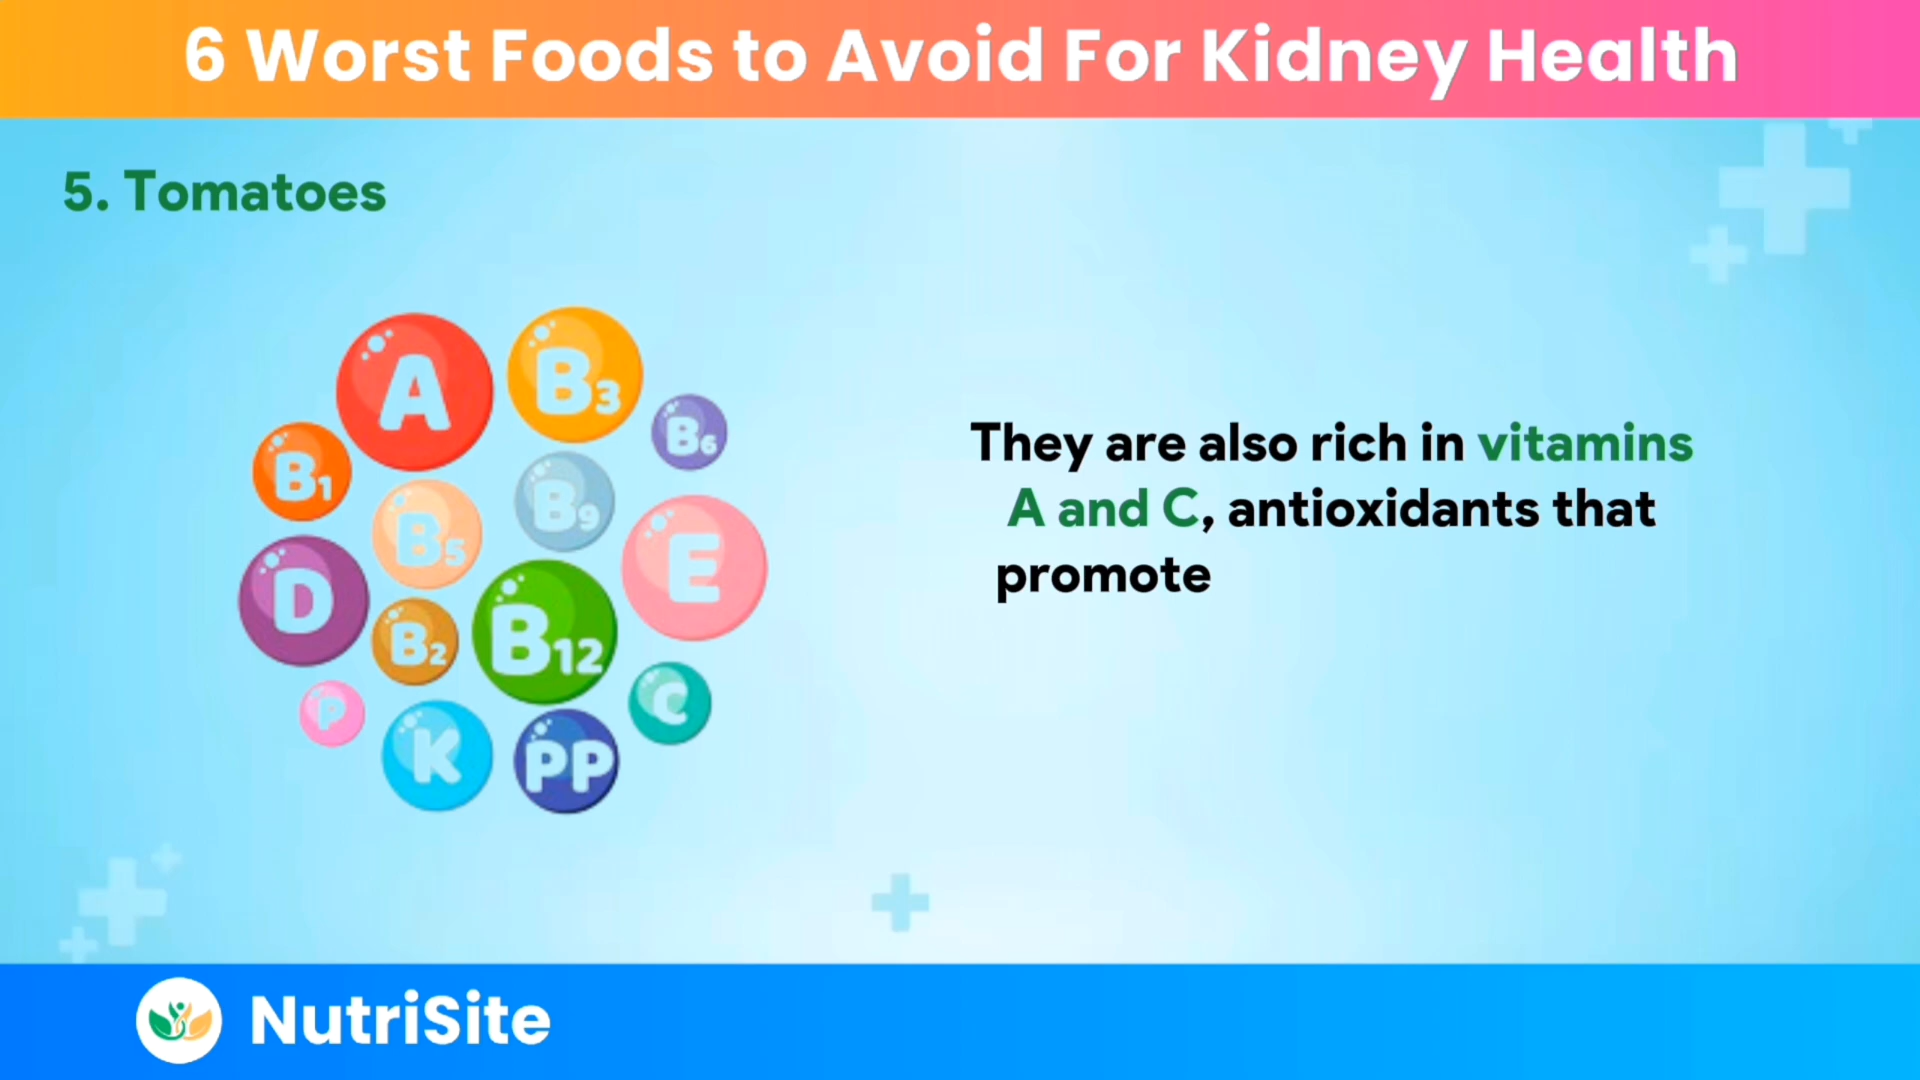 6 Worst Foods to Avoid For Kidney Health
5. Tomatoes
A
B3
B6
B1
B5
B9
E
D
B2
B12
P
K
PP
C
They are also rich in vitamins
A and C, antioxidants that
promote
NutriSite